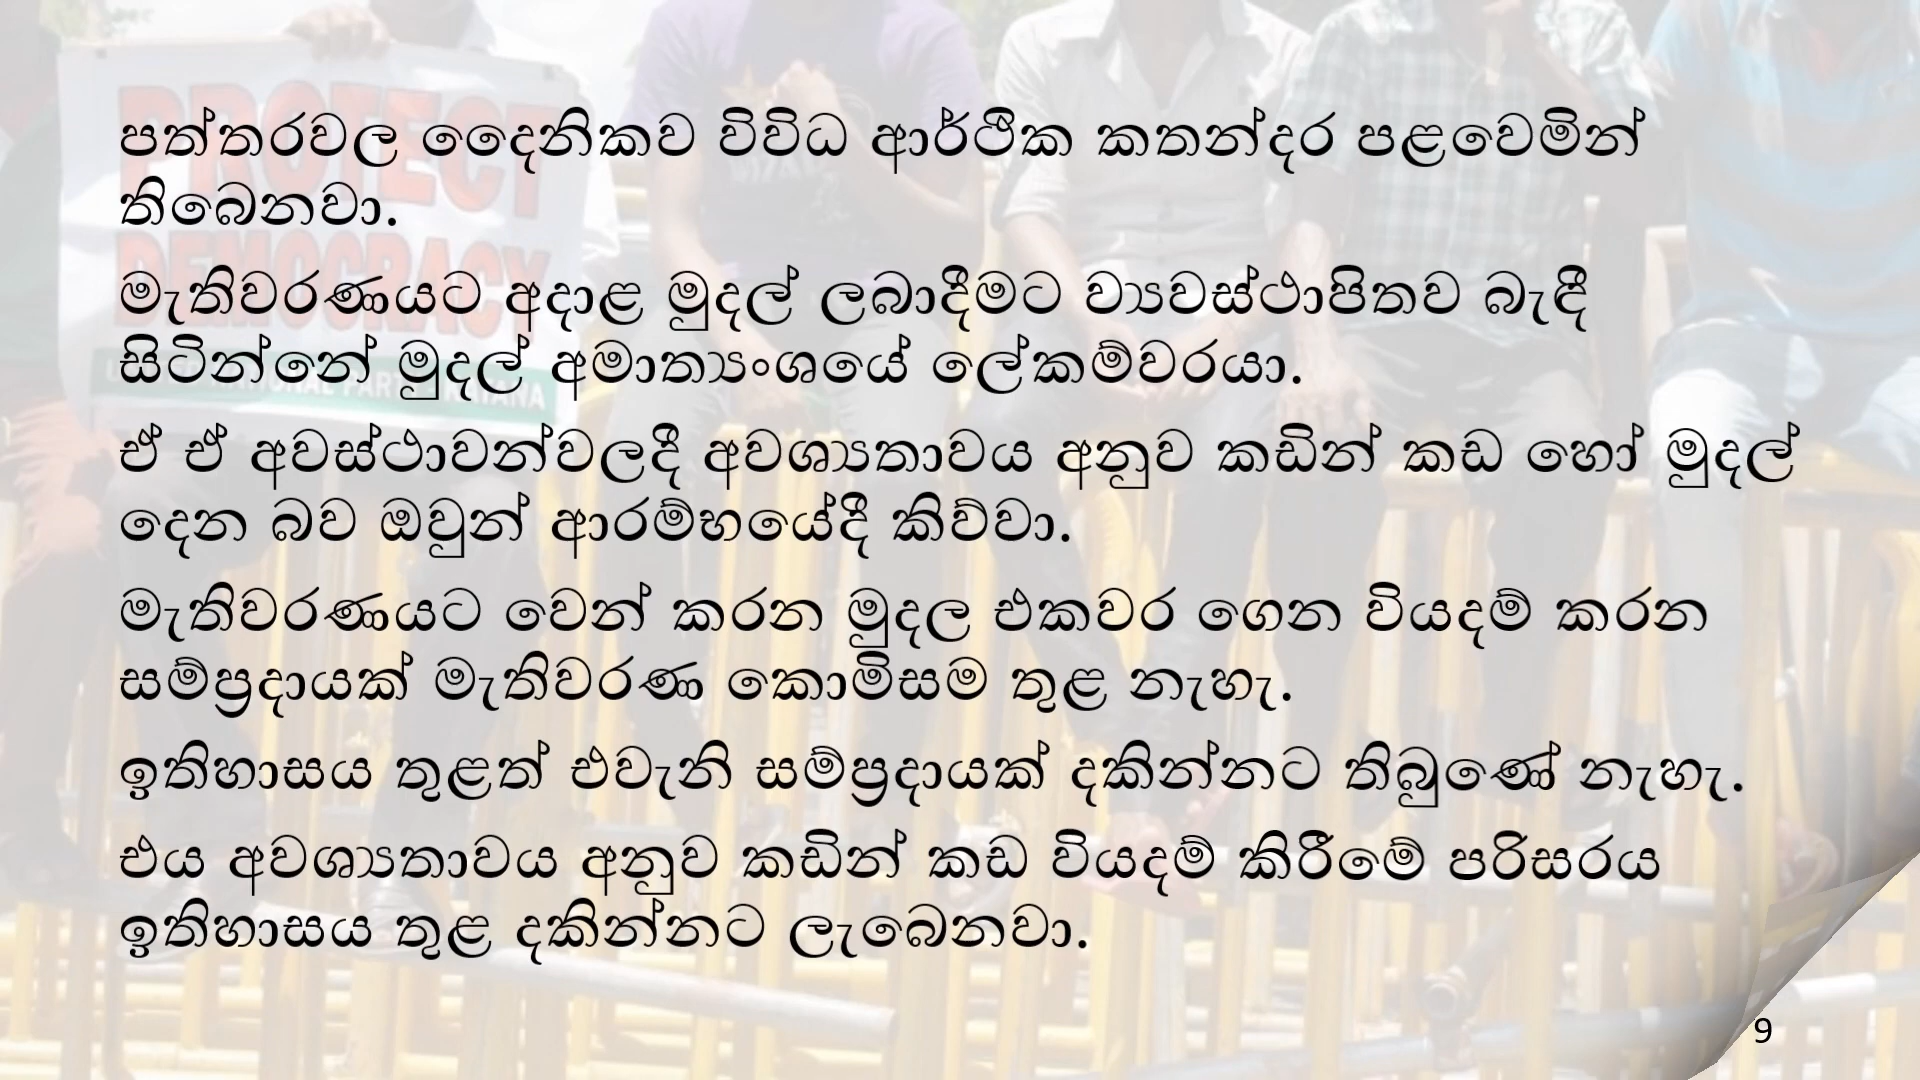 PROTECT
DEMOCRACY
පත්තරවල දෛනිකව විවිධ ආර්ථික කතන්දර පළවෙමින්
තිබෙනවා.
මැතිවරණයට අදාළ මුදල් ලබාදීමට ව්‍යවස්ථාපිතව බැඳී
සිටින්නේ මුදල් අමාත්‍යංශයේ ලේකම්වරයා.
ඒ ඒ අවස්ථාවන්වලදී අවශ්‍යතාවය අනුව කඩින් කඩ හෝ මුදල්
දෙන බව ඔවුන් ආරම්භයේදී කිව්වා.
මැතිවරණයට වෙන් කරන මුදල එකවර ගෙන වියදම් කරන
සම්ප්‍රදායක් මැතිවරණ කොමිසම තුළ නැහැ.
ඉතිහාසය තුළත් එවැනි සම්ප්‍රදායක් දකින්නට තිබුණේ නැහැ.
එය අවශ්‍යතාවය අනුව කඩින් කඩ වියදම් කිරීමේ පරිසරය
ඉතිහාසය තුළ දකින්නට ලැබෙනවා.
9